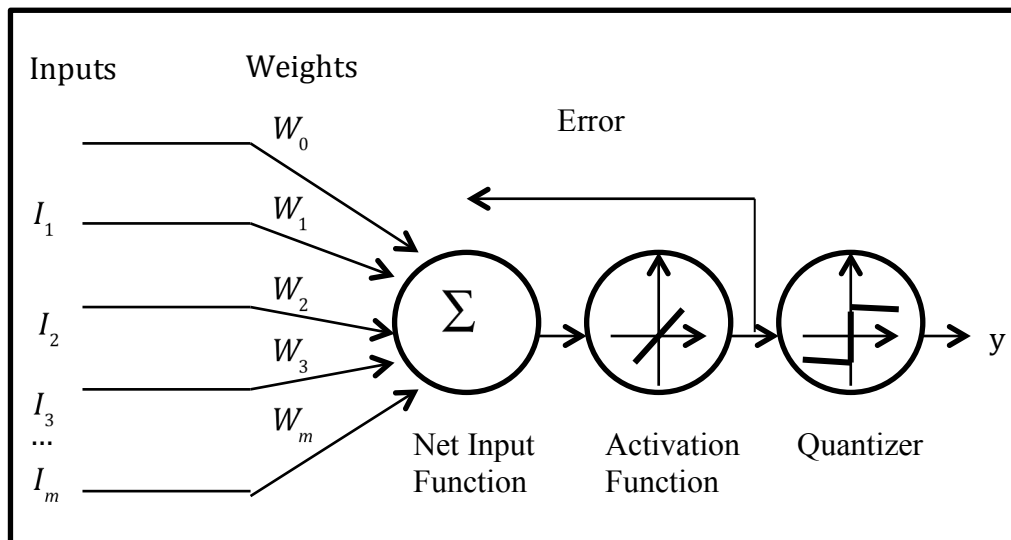 Inputs Weights
W₀
Error
I₁ W₁
W₂
I₂
Σ
W₃
y
I₃
...
Wₘ
Iₘ
Net Input Function
Activation Function
Quantizer